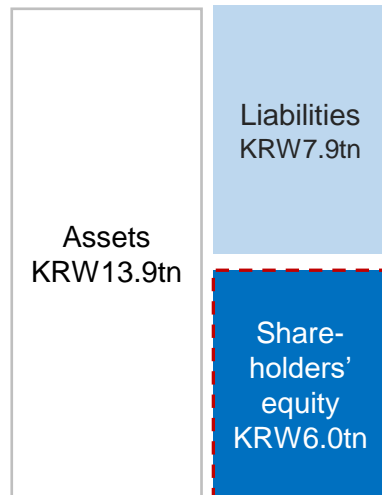 Assets
KRW13.9tn
Liabilities
KRW7.9tn
Share-
holders’
equity
KRW6.0tn